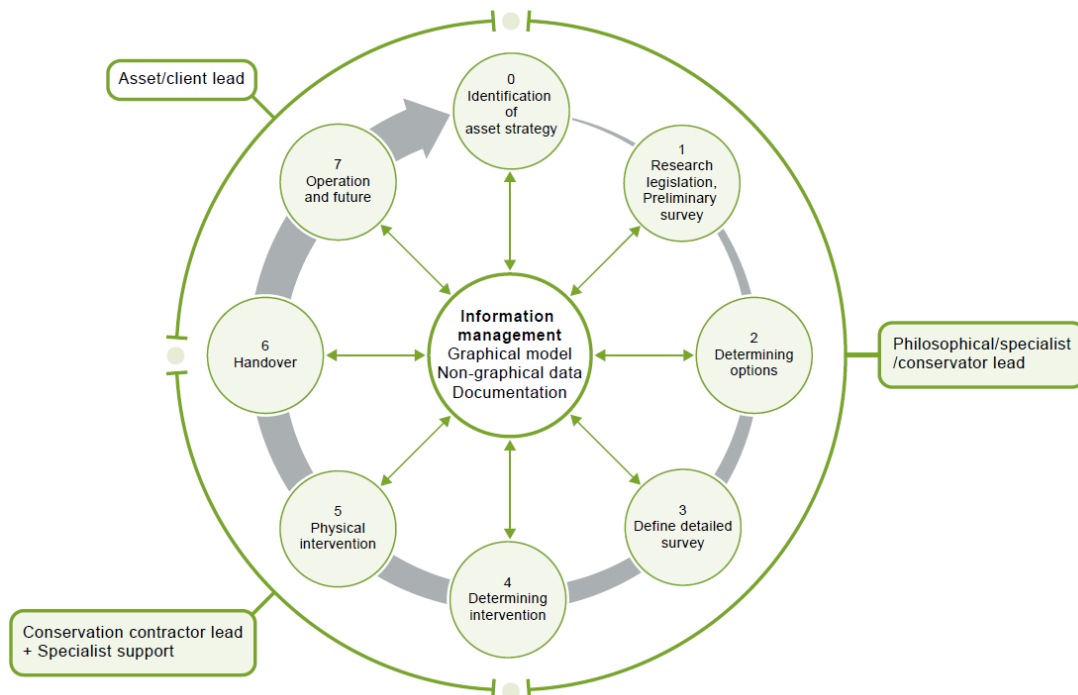 Asset/client lead
0
Identification
of
asset strategy
1
Research
legislation,
Preliminary
survey
2
Determining
options
3
Define detailed
survey
4
Determining
intervention
5
Physical
intervention
6
Handover
7
Operation
and future
Information
management
Graphical model
Non-graphical data
Documentation
Philosophical/specialist
/conservator lead
Conservation contractor lead
+ Specialist support